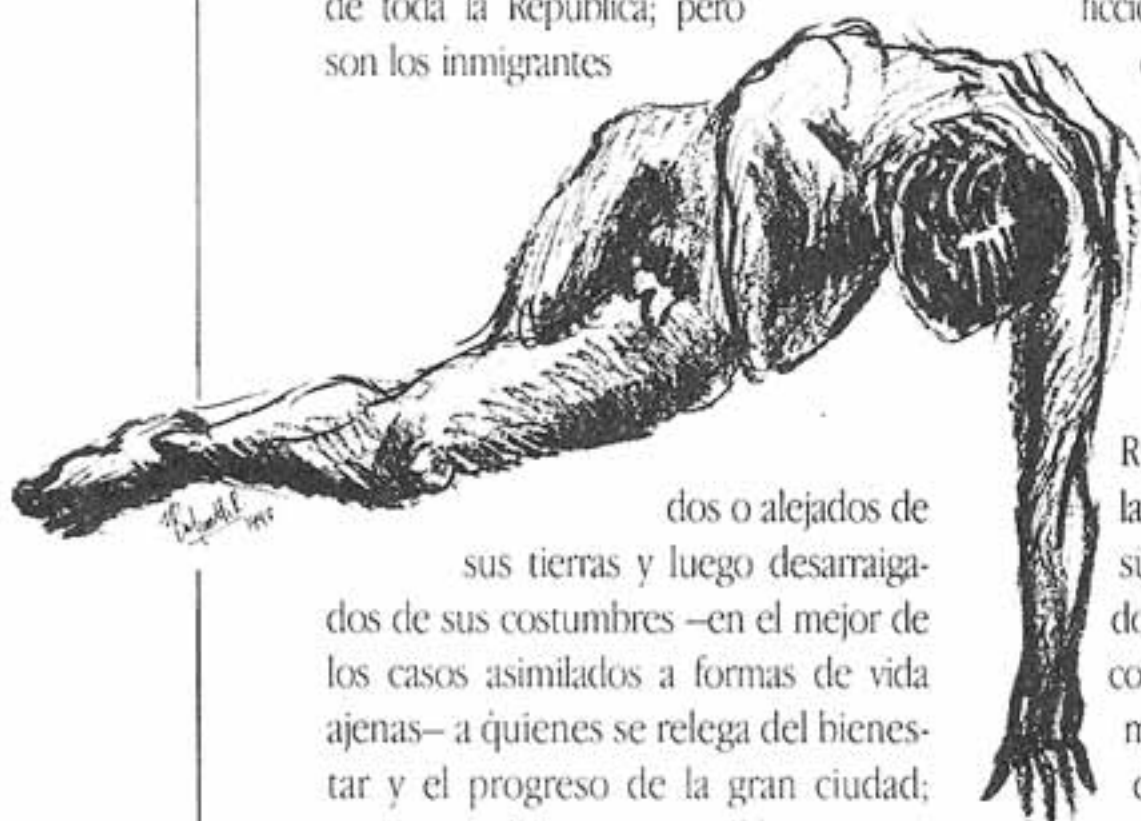 de toda la República; pero
son los inmigrantes
dos o alejados de
sus tierras y luego desarraiga-
dos de sus costumbres –en el mejor de
los casos asimilados a formas de vida
ajenas– a quienes se relega del bienes-
tar y el progreso de la gran ciudad;